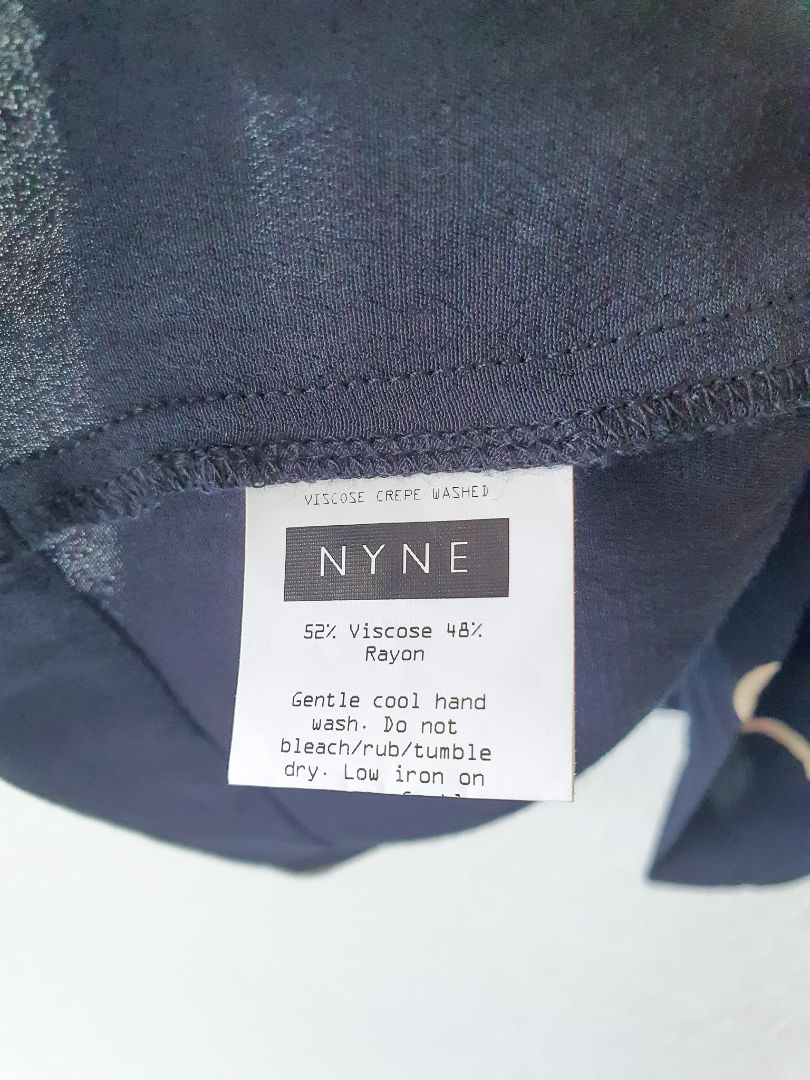 VISCOSE CREPE WASHED
NYNE
52% Viscose 48%
Rayon
Gentle cool hand
wash. Do not
bleach/rub/tumble
dry. Low iron on